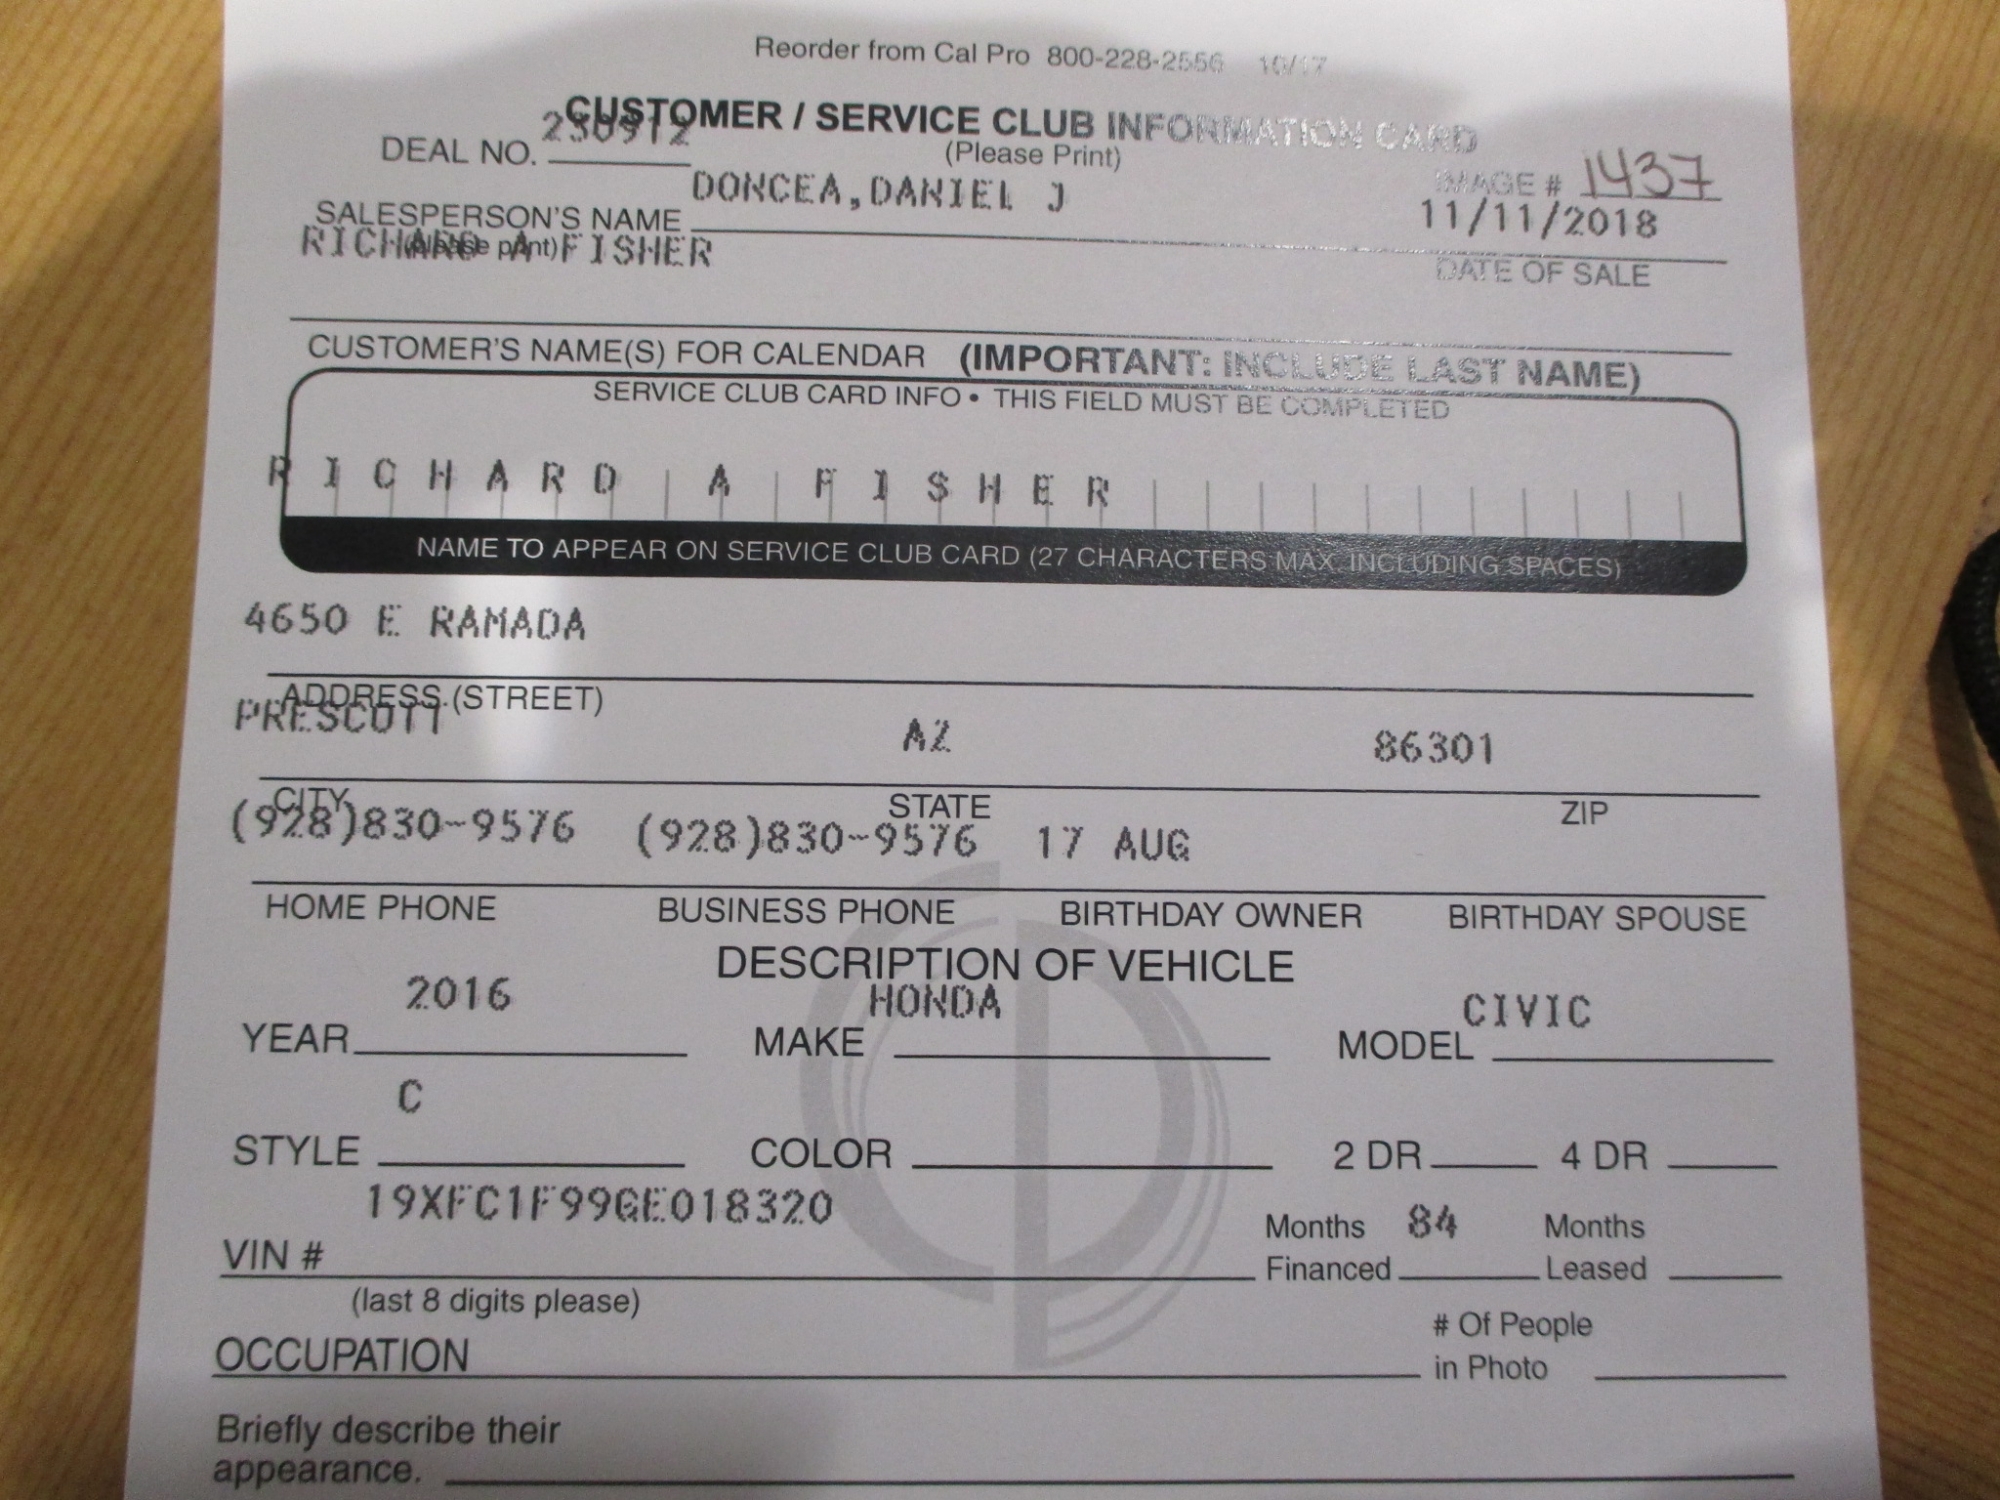 Reorder from Cal Pro 800-228-2556 10/17
CUSTOMER / SERVICE CLUB INFORMATION CARD
DEAL NO. 230912
(Please Print)
IMAGE # 1437
SALESPERSON'S NAME DONCEA,DANIEL J
11/11/2018
(please print)
RICHARD A FISHER
DATE OF SALE
CUSTOMER'S NAME(S) FOR CALENDAR (IMPORTANT: INCLUDE LAST NAME)
SERVICE CLUB CARD INFO • THIS FIELD MUST BE COMPLETED
RICHARD A FISHER
NAME TO APPEAR ON SERVICE CLUB CARD (27 CHARACTERS MAX. INCLUDING SPACES)
4650 E RAMADA
ADDRESS (STREET)
PRESCOTT AZ 86301
CITY STATE ZIP
(928)830-9576 (928)830-9576 17 AUG
HOME PHONE BUSINESS PHONE BIRTHDAY OWNER BIRTHDAY SPOUSE
DESCRIPTION OF VEHICLE
2016 HONDA CIVIC
YEAR MAKE MODEL
C
STYLE COLOR 2 DR 4 DR
19XFC1F99GE018320
VIN # Months Financed 84 Months Leased
(last 8 digits please)
OCCUPATION # Of People in Photo
Briefly describe their
appearance.